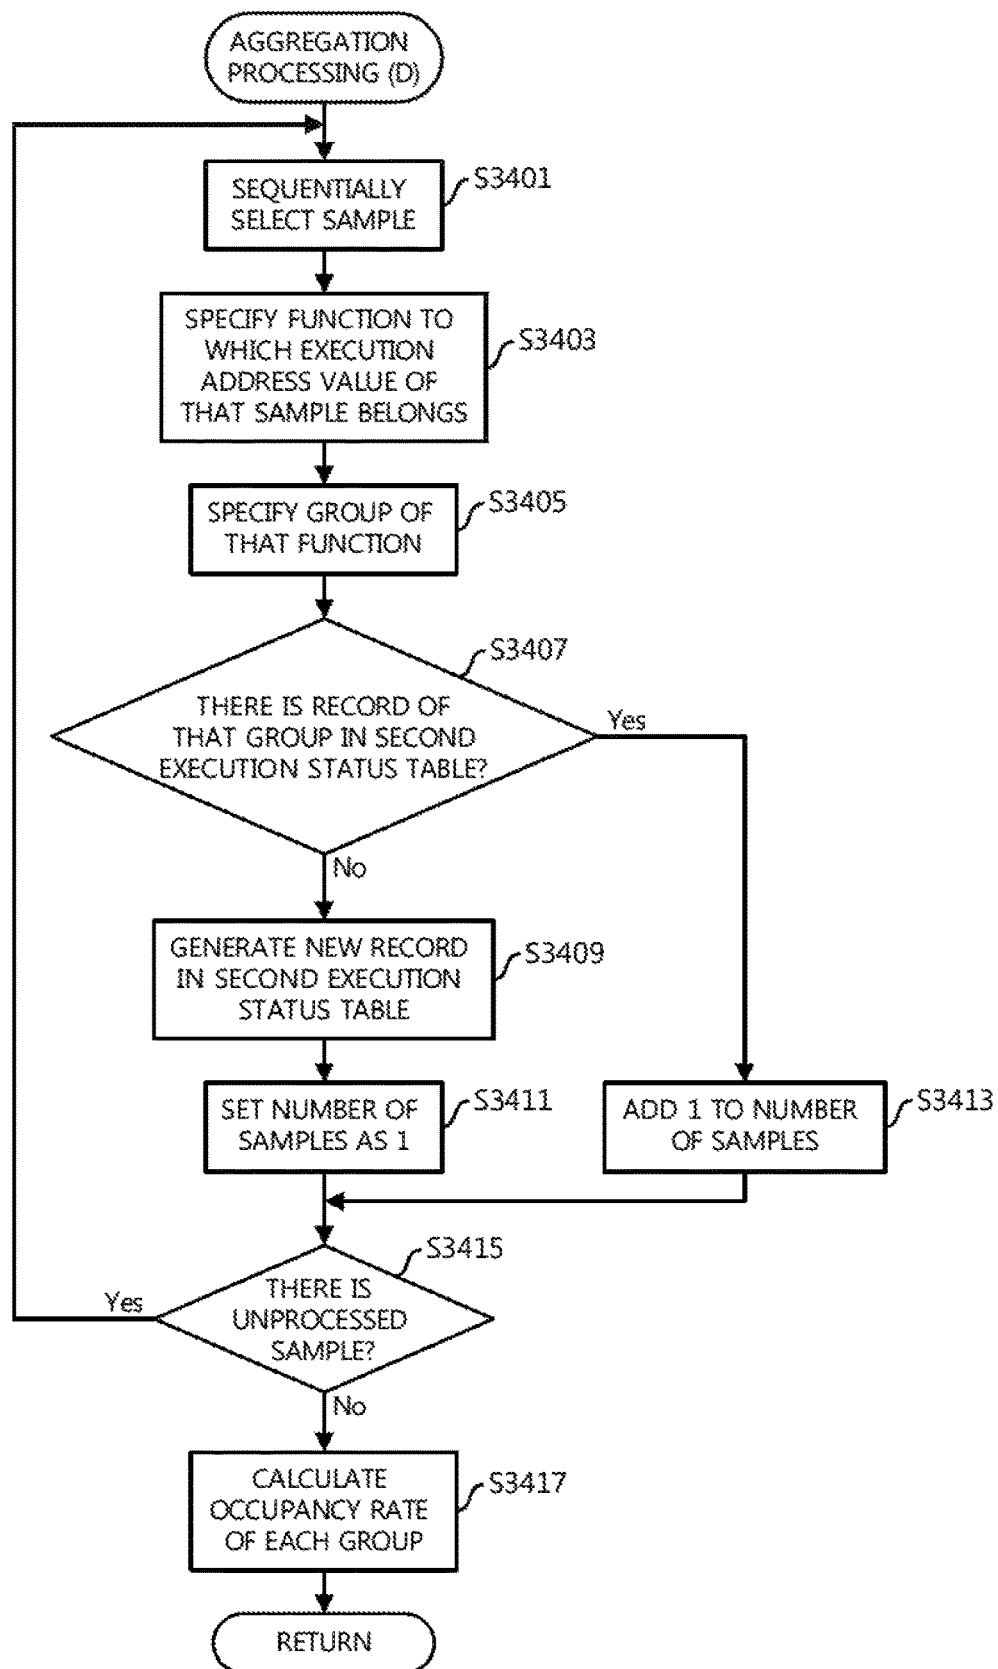 AGGREGATION
PROCESSING (D)
S3401
SEQUENTIALLY
SELECT SAMPLE
S3403
SPECIFY FUNCTION TO
WHICH EXECUTION
ADDRESS VALUE OF
THAT SAMPLE BELONGS
S3405
SPECIFY GROUP OF
THAT FUNCTION
S3407
THERE IS RECORD OF
THAT GROUP IN SECOND
EXECUTION STATUS TABLE?
Yes
No
GENERATE NEW RECORD
IN SECOND EXECUTION
STATUS TABLE
S3409
SET NUMBER OF
SAMPLES AS 1
S3411
ADD 1 TO NUMBER
OF SAMPLES
S3413
S3415
THERE IS
UNPROCESSED
SAMPLE?
Yes
No
CALCULATE
OCCUPANCY RATE
OF EACH GROUP
S3417
RETURN